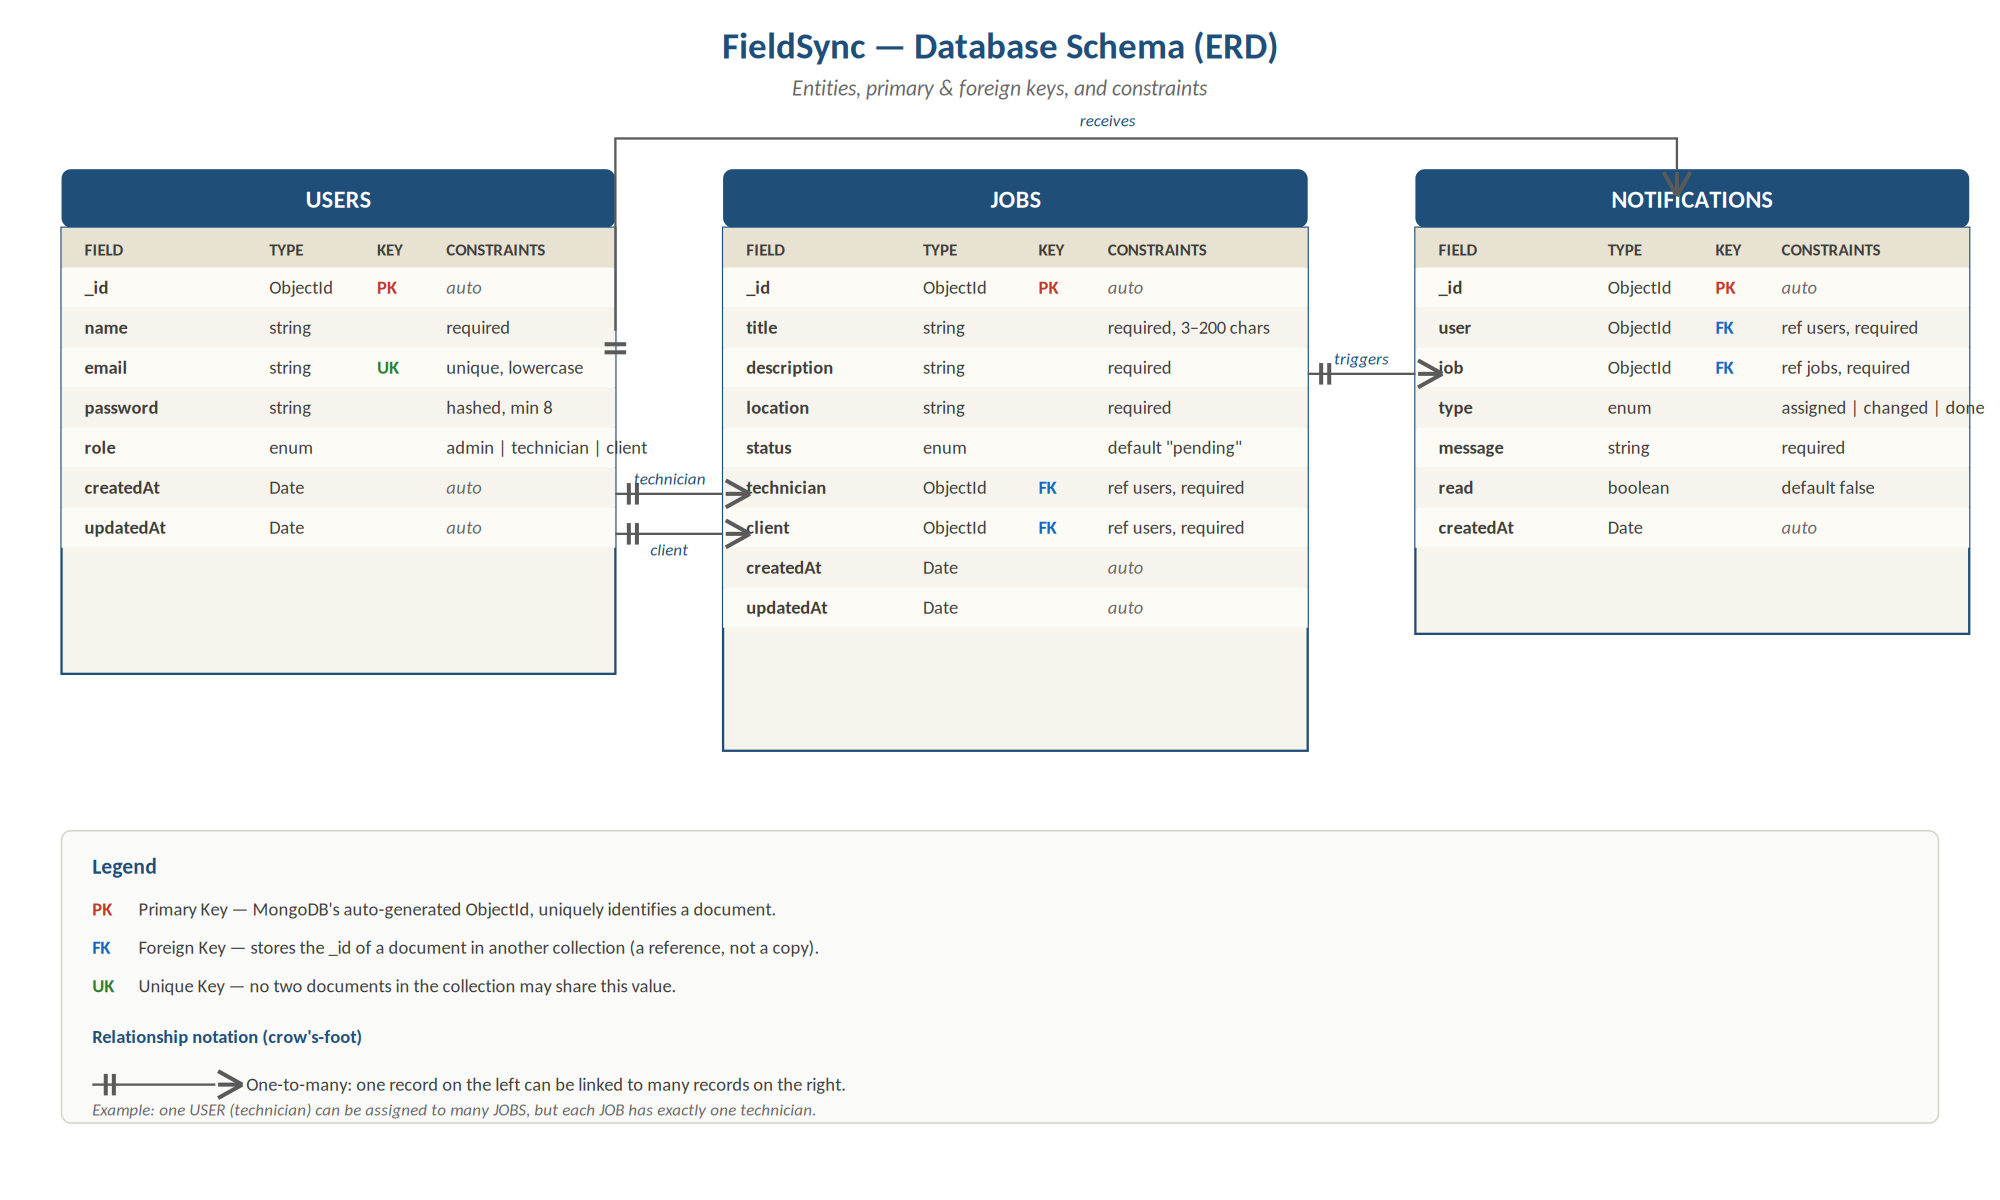 FieldSync — Database Schema (ERD)
Entities, primary & foreign keys, and constraints
receives
USERS
FIELD TYPE KEY CONSTRAINTS
_id ObjectId PK auto
name string required
email string UK unique, lowercase
password string hashed, min 8
role enum admin | technician | client
createdAt Date auto
updatedAt Date auto
technician
client
JOBS
FIELD TYPE KEY CONSTRAINTS
_id ObjectId PK auto
title string required, 3–200 chars
description string required
location string required
status enum default "pending"
technician ObjectId FK ref users, required
client ObjectId FK ref users, required
createdAt Date auto
updatedAt Date auto
triggers
NOTIFICATIONS
FIELD TYPE KEY CONSTRAINTS
_id ObjectId PK auto
user ObjectId FK ref users, required
job ObjectId FK ref jobs, required
type enum assigned | changed | done
message string required
read boolean default false
createdAt Date auto
Legend
PK Primary Key — MongoDB's auto-generated ObjectId, uniquely identifies a document.
FK Foreign Key — stores the _id of a document in another collection (a reference, not a copy).
UK Unique Key — no two documents in the collection may share this value.
Relationship notation (crow's-foot)
One-to-many: one record on the left can be linked to many records on the right.
Example: one USER (technician) can be assigned to many JOBS, but each JOB has exactly one technician.